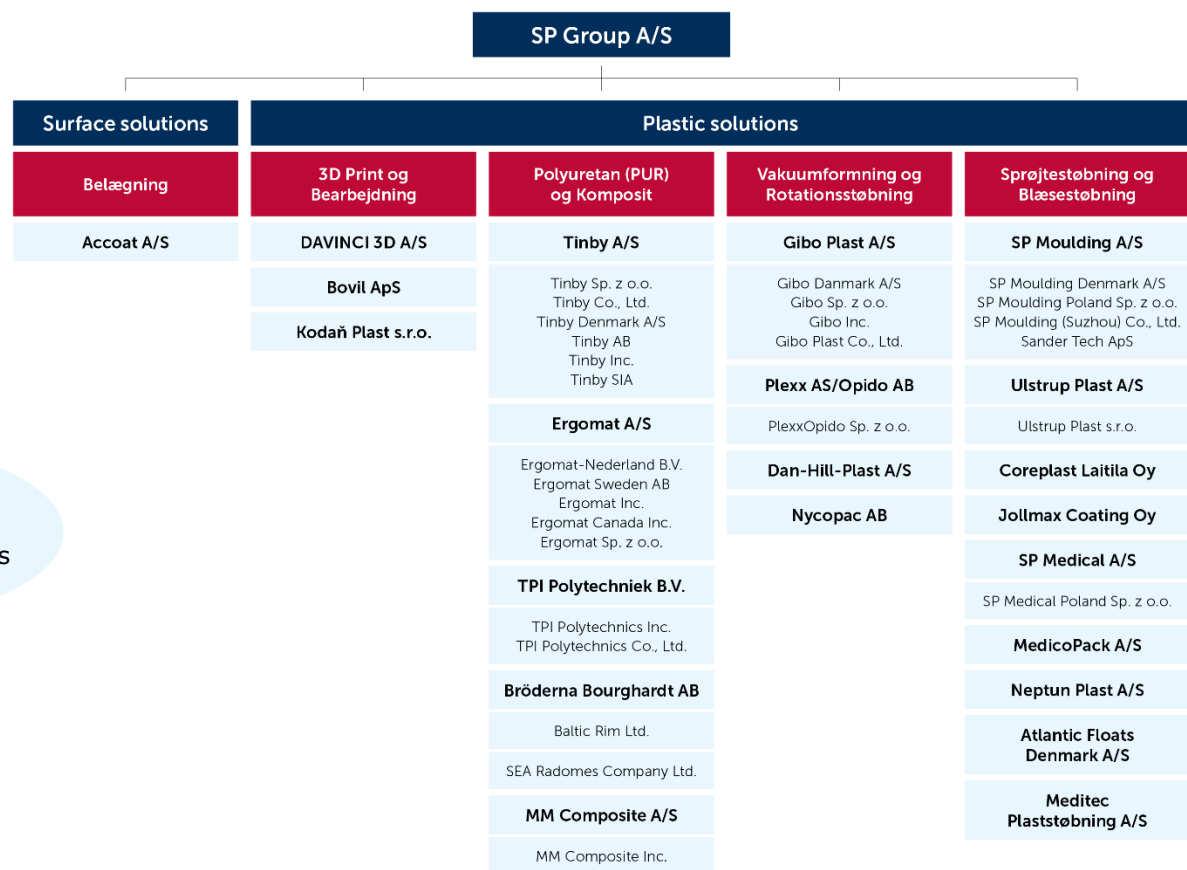 SP Group A/S
Surface solutions
Plastic solutions
Belægning
Accoat A/S
3D Print og
Bearbejdning
DAVINCI 3D A/S
Bovil ApS
Kodaň Plast s.r.o.
Polyuretan (PUR)
og Komposit
Tinby A/S
Tinby Sp. z o.o.
Tinby Co., Ltd.
Tinby Denmark A/S
Tinby AB
Tinby Inc.
Tinby SIA
Ergomat A/S
Ergomat-Nederland B.V.
Ergomat Sweden AB
Ergomat Inc.
Ergomat Canada Inc.
Ergomat Sp. z o.o.
TPI Polytechniek B.V.
TPI Polytechnics Inc.
TPI Polytechnics Co., Ltd.
Bröderna Bourghardt AB
Baltic Rim Ltd.
SEA Radomes Company Ltd.
MM Composite A/S
MM Composite Inc.
Vakuumformning og
Rotationsstøbning
Gibo Plast A/S
Gibo Danmark A/S
Gibo Sp. z o.o.
Gibo Inc.
Gibo Plast Co., Ltd.
Plexx AS/Opido AB
PlexxOpido Sp. z o.o.
Dan-Hill-Plast A/S
Nycopac AB
Sprøjtestøbning og
Blæsestøbning
SP Moulding A/S
SP Moulding Denmark A/S
SP Moulding Poland Sp. z o.o.
SP Moulding (Suzhou) Co., Ltd.
Sander Tech ApS
Ulstrup Plast A/S
Ulstrup Plast s.r.o.
Coreplast Laitila Oy
Jollmax Coating Oy
SP Medical A/S
SP Medical Poland Sp. z o.o.
MedicoPack A/S
Neptun Plast A/S
Atlantic Floats
Denmark A/S
Meditec
Plaststøbning A/S
s